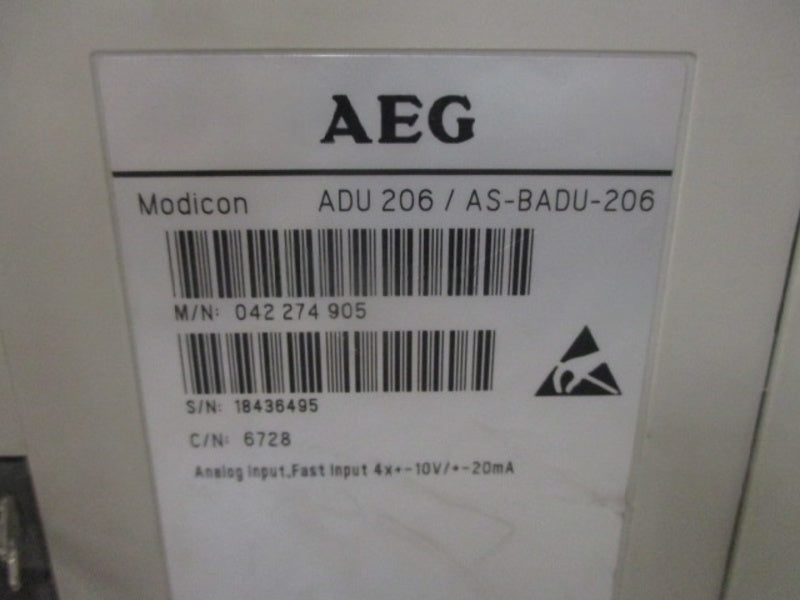 AEG
Modicon ADU 206 / AS-BADU-206
M/N: 042 274 905
S/N: 18436495
C/N: 6728
Analog Input,Fast Input 4x+-10V/+-20mA